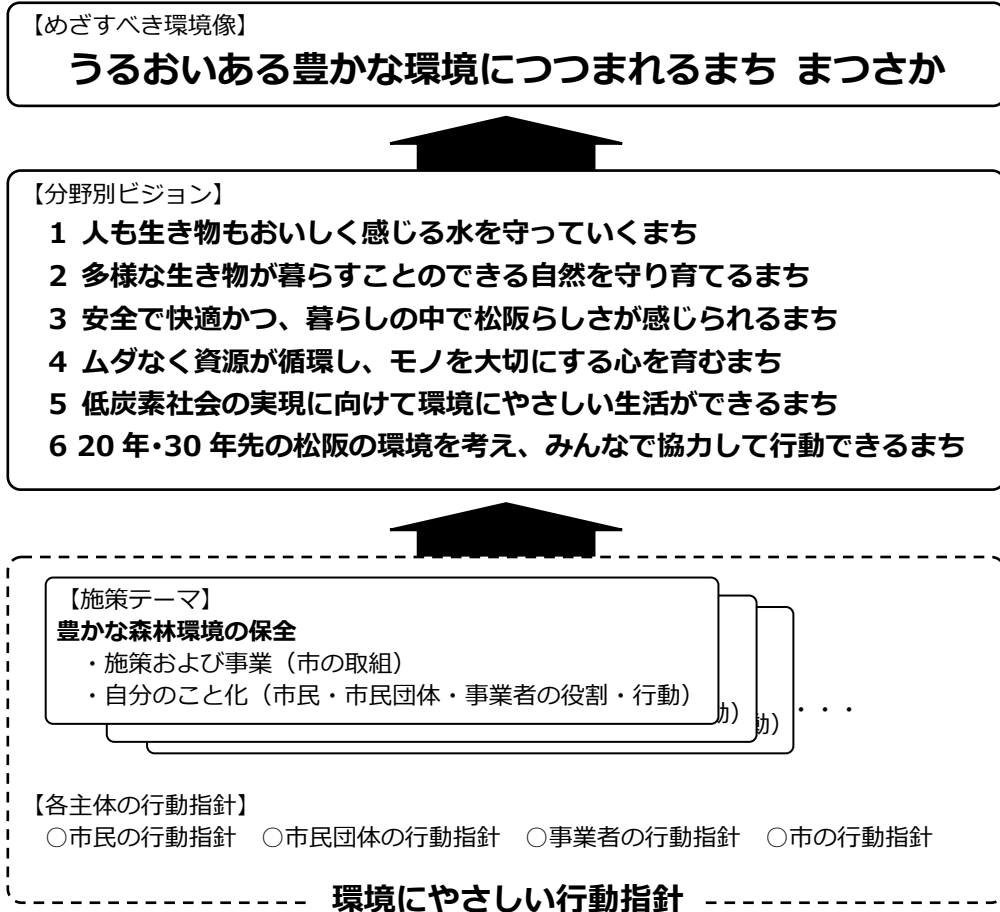 【めざすべき環境像】
うるおいある豊かな環境につつまれるまち まつさか
【分野別ビジョン】
1 人も生き物もおいしく感じる水を守っていくまち
2 多様な生き物が暮らすことのできる自然を守り育てるまち
3 安全で快適かつ、暮らしの中で松阪らしさが感じられるまち
4 ムダなく資源が循環し、モノを大切にする心を育むまち
5 低炭素社会の実現に向けて環境にやさしい生活ができるまち
6 20 年・30 年先の松阪の環境を考え、みんなで協力して行動できるまち
【施策テーマ】
豊かな森林環境の保全
・施策および事業（市の取組）
・自分のこと化（市民・市民団体・事業者の役割・行動）
動）
動）
・・・
【各主体の行動指針】
○市民の行動指針 ○市民団体の行動指針 ○事業者の行動指針 ○市の行動指針
環境にやさしい行動指針